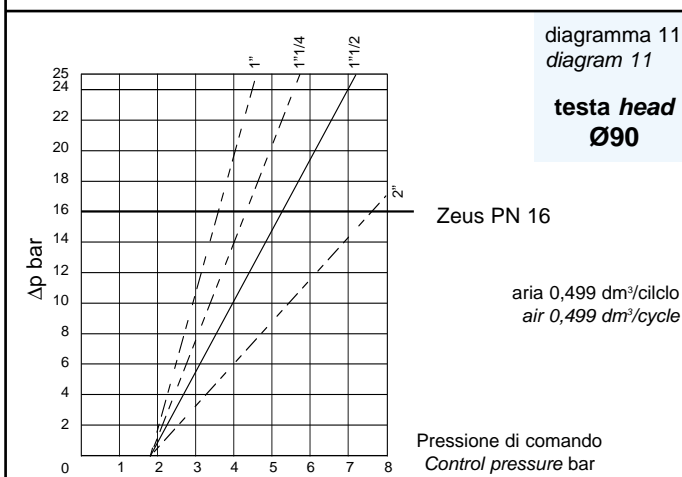 diagramma 11
diagram 11
testa head
Ø90
1"
1"1/4
1"1/2
2"
25
24
22
20
18
16
14
12
10
8
6
4
2
0
1 2 3 4 5 6 7 8
Δp bar
Zeus PN 16
aria 0,499 dm³/cilclo
air 0,499 dm³/cycle
Pressione di comando
Control pressure bar